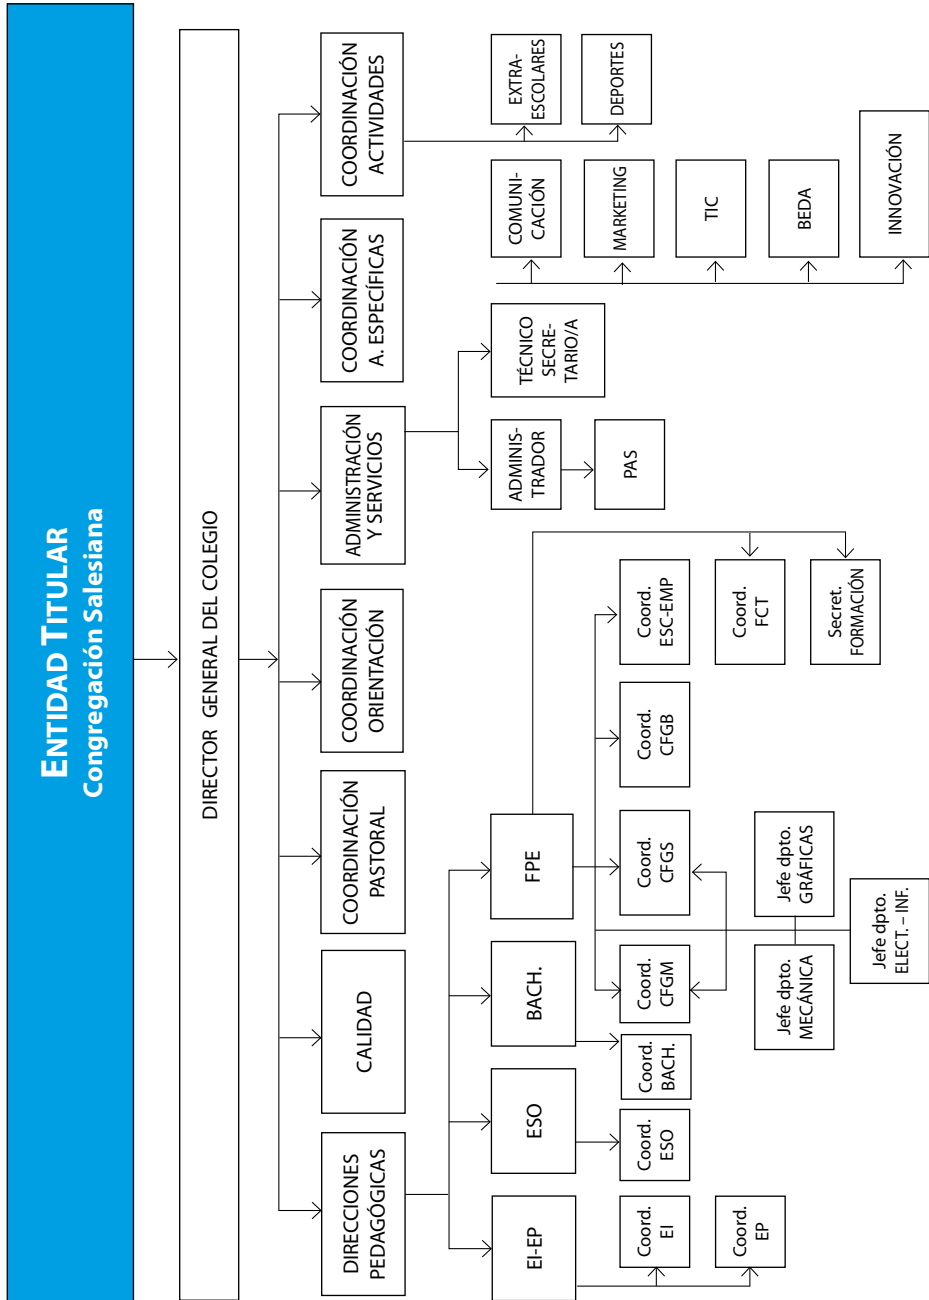 ENTIDAD TITULAR
Congregación Salesiana
DIRECTOR GENERAL DEL COLEGIO
DIRECCIONES
PEDAGÓGICAS
CALIDAD
COORDINACIÓN
PASTORAL
COORDINACIÓN
ORIENTACIÓN
ADMINISTRACIÓN
Y SERVICIOS
COORDINACIÓN
A. ESPECÍFICAS
COORDINACIÓN
ACTIVIDADES
EI-EP
ESO
BACH.
FPE
ADMINIS-
TRADOR
TÉCNICO
SECRE-
TARIO/A
COMUNI-
CACIÓN
EXTRA-
ESCOLARES
DEPORTES
MARKETING
TIC
BEDA
INNOVACIÓN
PAS
Coord.
EI
Coord.
EP
Coord.
ESO
Coord.
BACH.
Coord.
CFGM
Coord.
CFGS
Coord.
CFGB
Coord.
ESC-EMP
Coord.
FCT
Secret.
FORMACIÓN
Jefe dpto.
MECÁNICA
Jefe dpto.
GRÁFICAS
Jefe dpto.
ELECT. – INF.